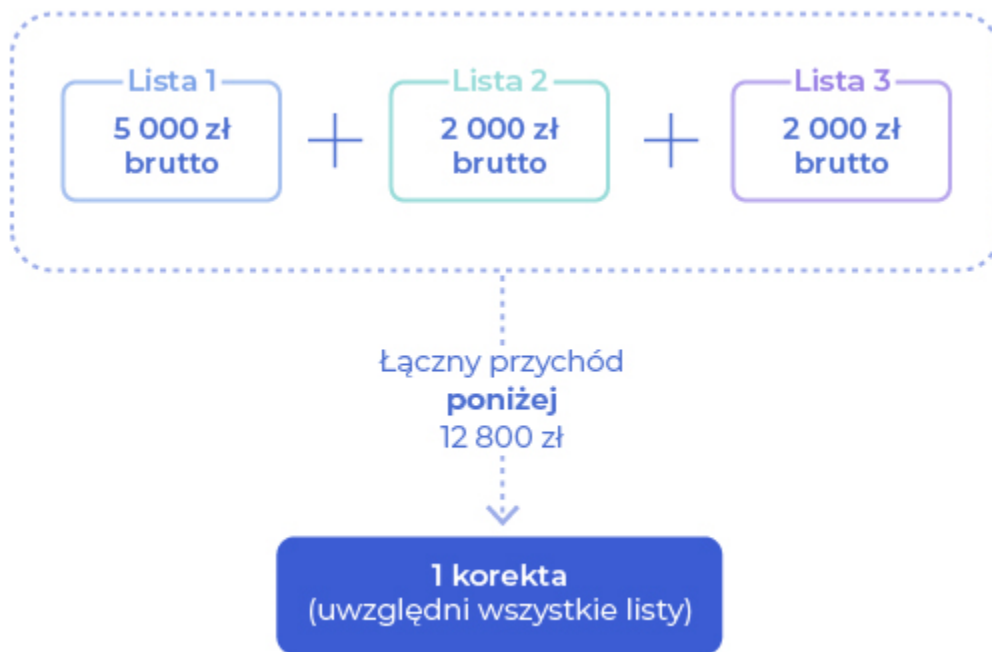 Lista 1
5 000 zł
brutto
+
Lista 2
2 000 zł
brutto
+
Lista 3
2 000 zł
brutto
Łączny przychód
poniżej
12 800 zł
1 korekta
(uwzględni wszystkie listy)